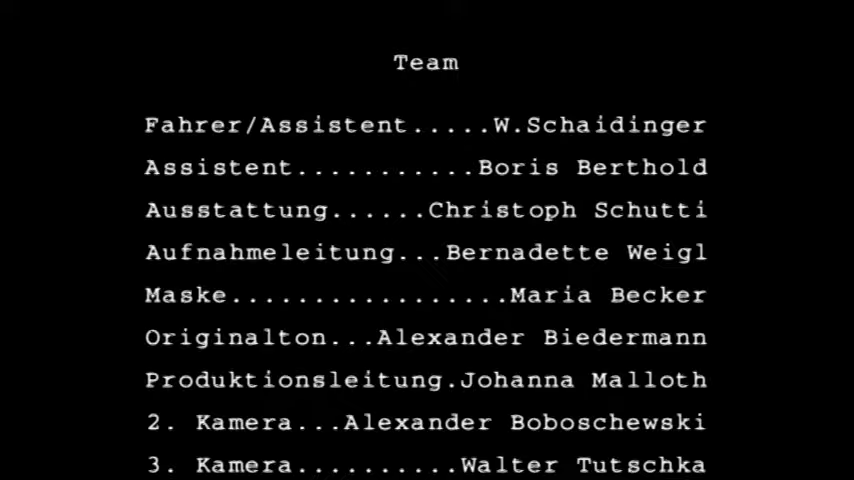 Team
Fahrer/Assistent.....W.Schaidinger
Assistent...........Boris Berthold
Ausstattung......Christoph Schutti
Aufnahmeleitung...Bernadette Weigl
Maske.................Maria Becker
Originalton...Alexander Biedermann
Produktionsleitung.Johanna Malloth
2. Kamera...Alexander Boboschewski
3. Kamera..........Walter Tutschka